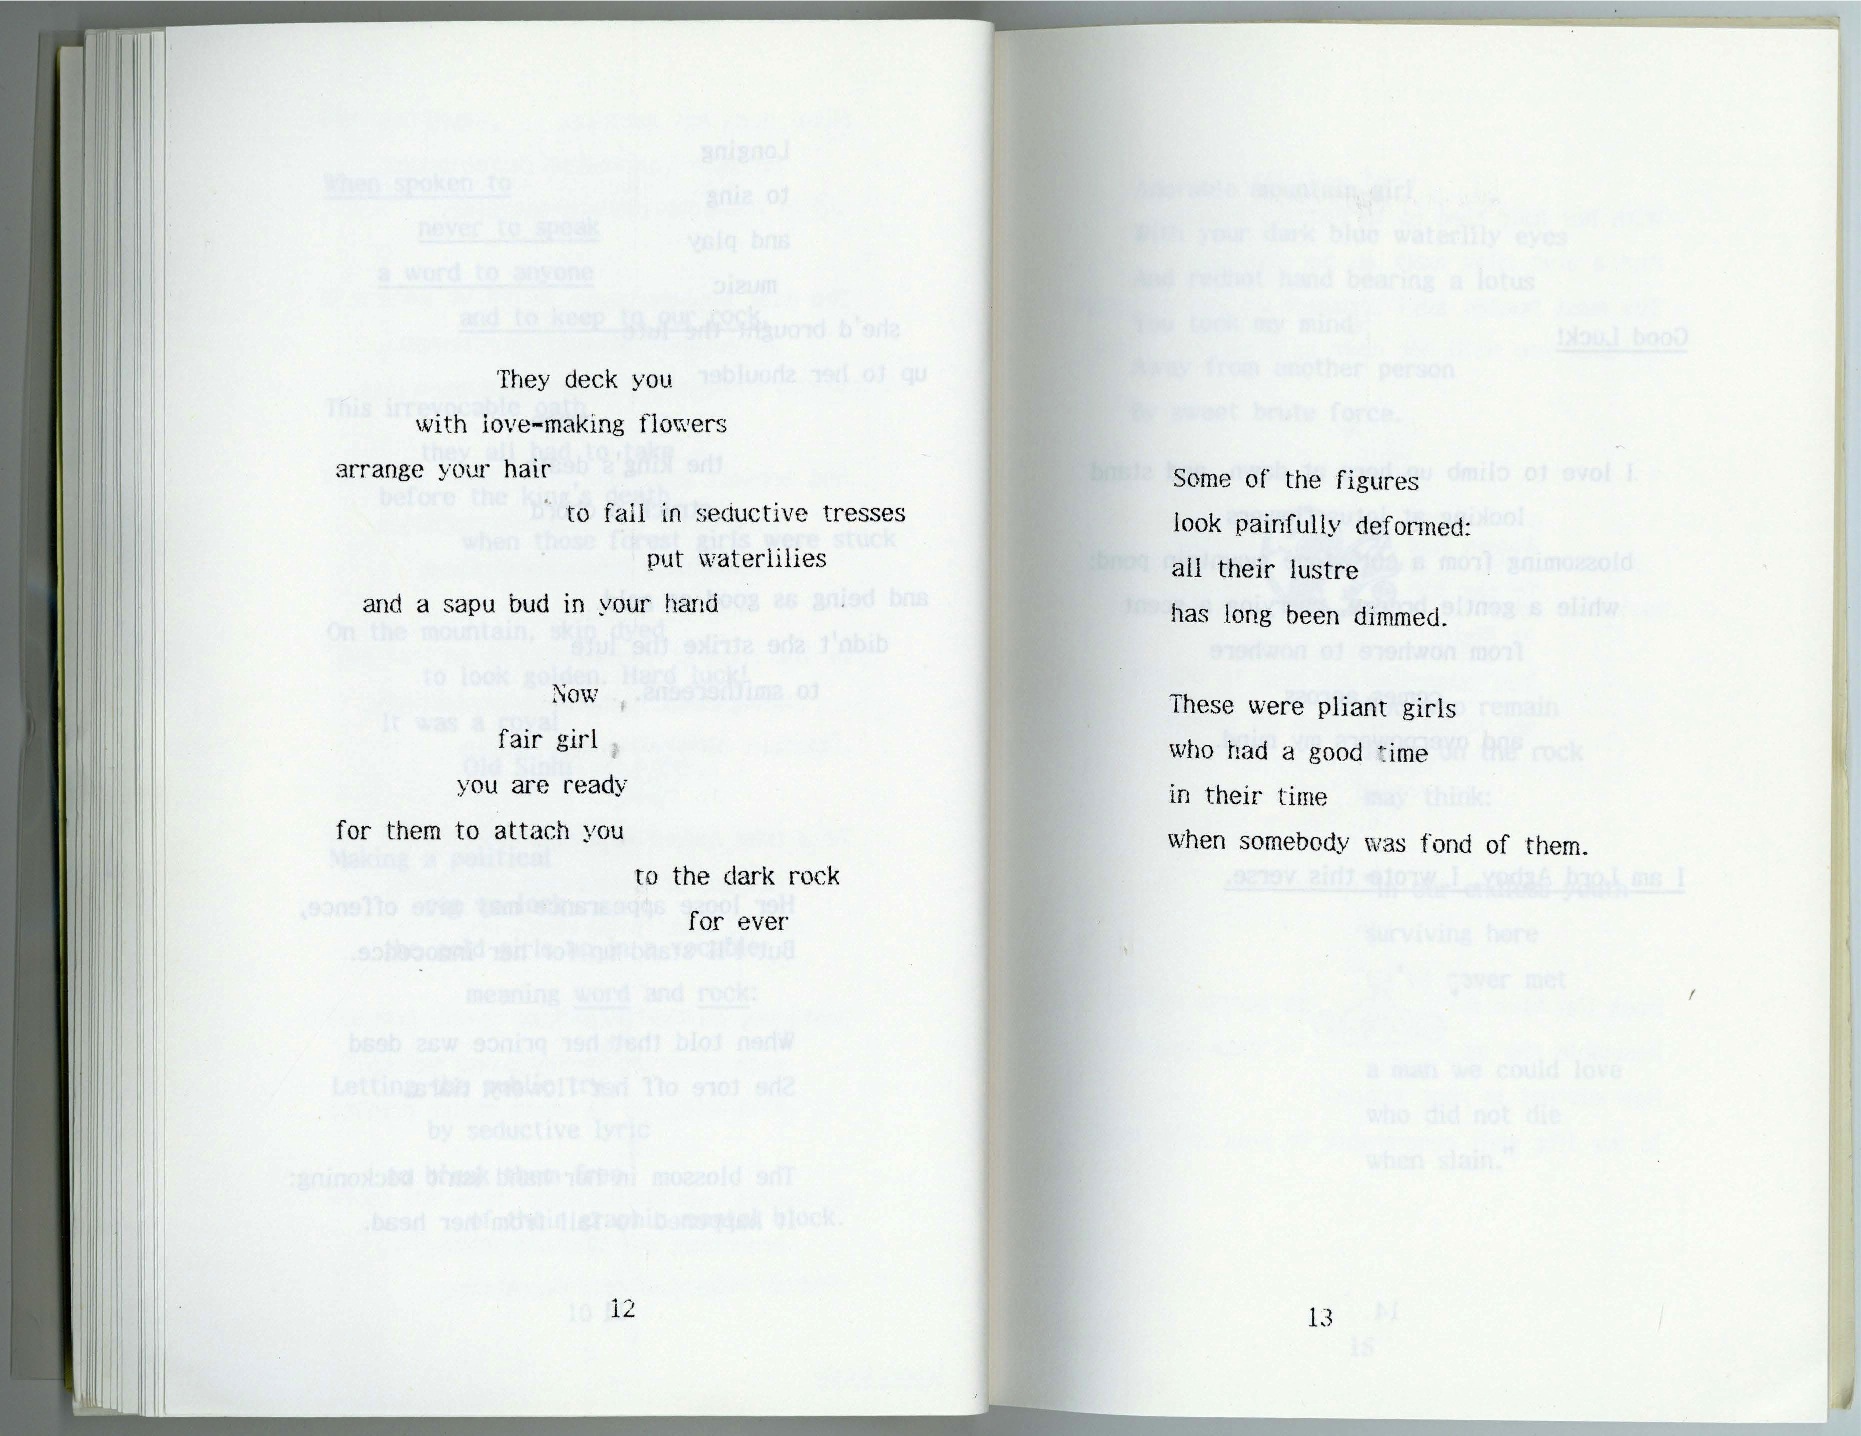 They deck you
with love-making flowers
arrange your hair
to fall in seductive tresses
put waterlilies
and a sapu bud in your hand
Now
fair girl
you are ready
for them to attach you
to the dark rock
for ever
12
Some of the figures
look painfully deformed:
all their lustre
has long been dimmed.
These were pliant girls
who had a good time
in their time
when somebody was fond of them.
13